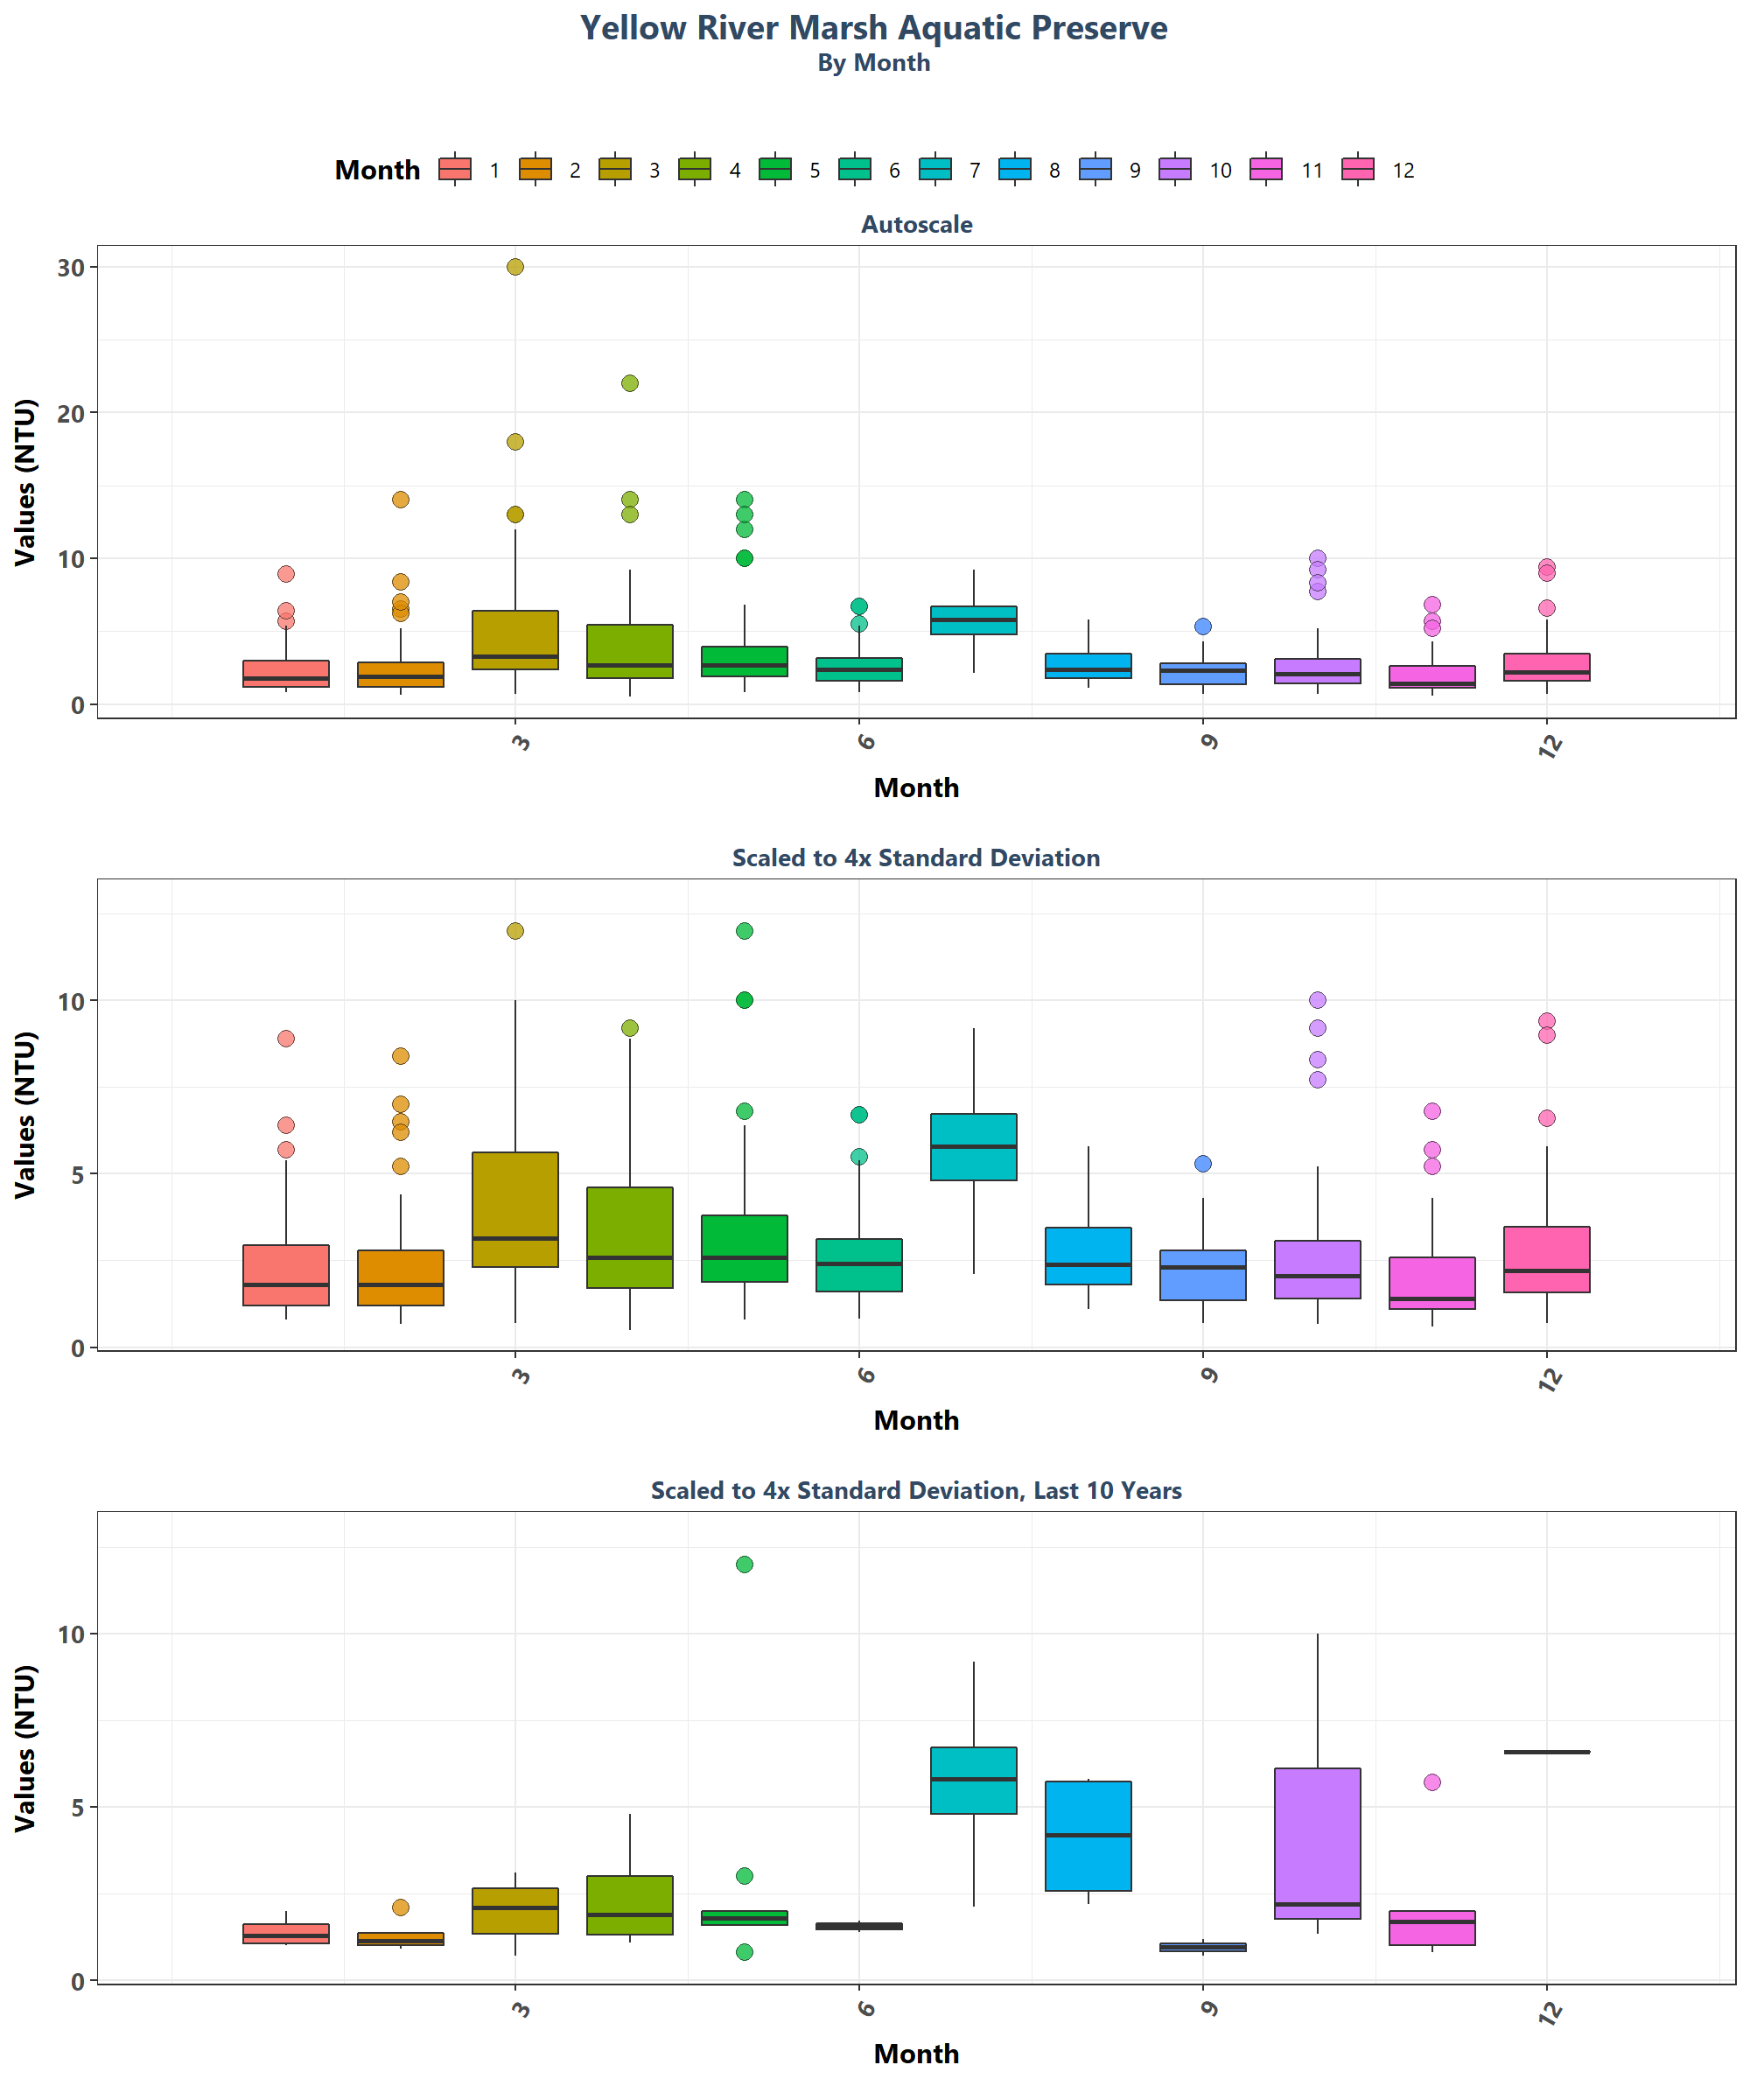 Yellow River Marsh Aquatic Preserve
By Month
Month 1 2 3 4 5 6 7 8 9 10 11 12
Autoscale
Values (NTU)
30
20
10
0
3 6 9 12
Month
Scaled to 4x Standard Deviation
Values (NTU)
10
5
0
3 6 9 12
Month
Scaled to 4x Standard Deviation, Last 10 Years
Values (NTU)
10
5
0
3 6 9 12
Month